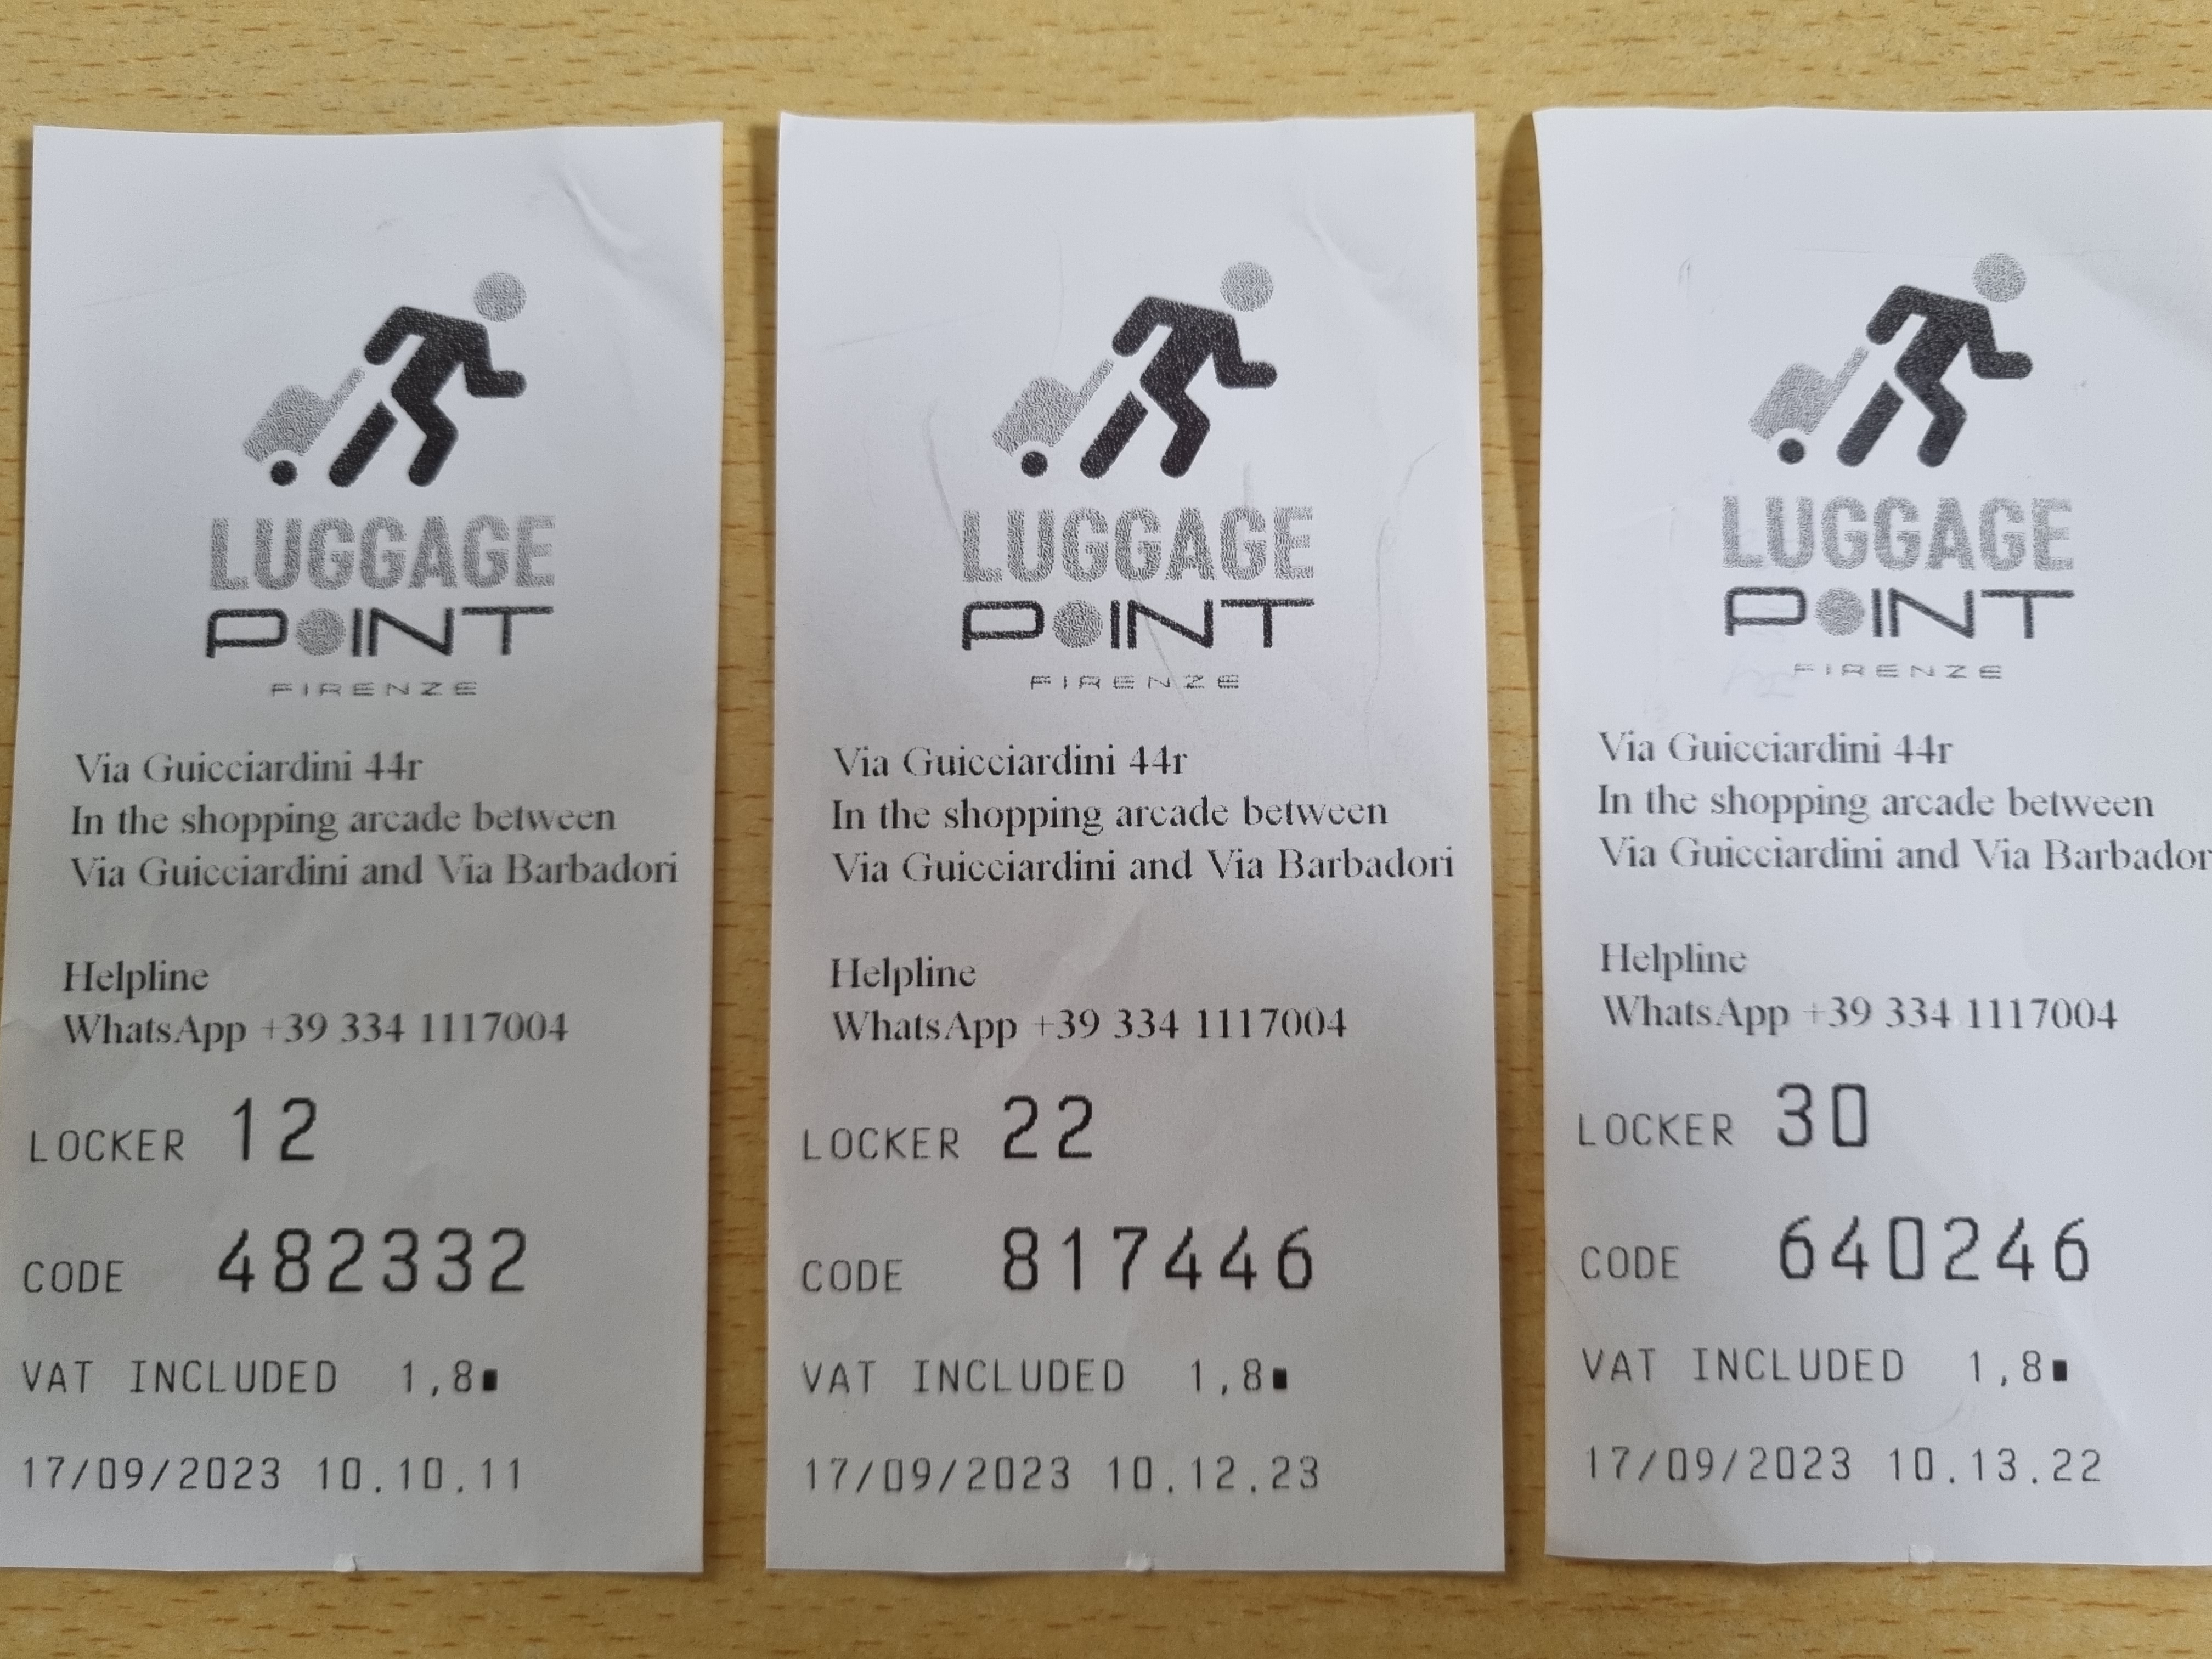 LUGGAGE
POINT
FIRENZE
Via Guicciardini 44r
In the shopping arcade between
Via Guicciardini and Via Barbadori
Helpline
WhatsApp +39 334 1117004
LOCKER 12
CODE 482332
VAT INCLUDED 1,8
17/09/2023 10.10.11
LUGGAGE
POINT
FIRENZE
Via Guicciardini 44r
In the shopping arcade between
Via Guicciardini and Via Barbadori
Helpline
WhatsApp +39 334 1117004
LOCKER 22
CODE 817446
VAT INCLUDED 1,8
17/09/2023 10.12.23
LUGGAGE
POINT
FIRENZE
Via Guicciardini 44r
In the shopping arcade between
Via Guicciardini and Via Barbador
Helpline
WhatsApp +39 334 1117004
LOCKER 30
CODE 640246
VAT INCLUDED 1,8
17/09/2023 10.13.22